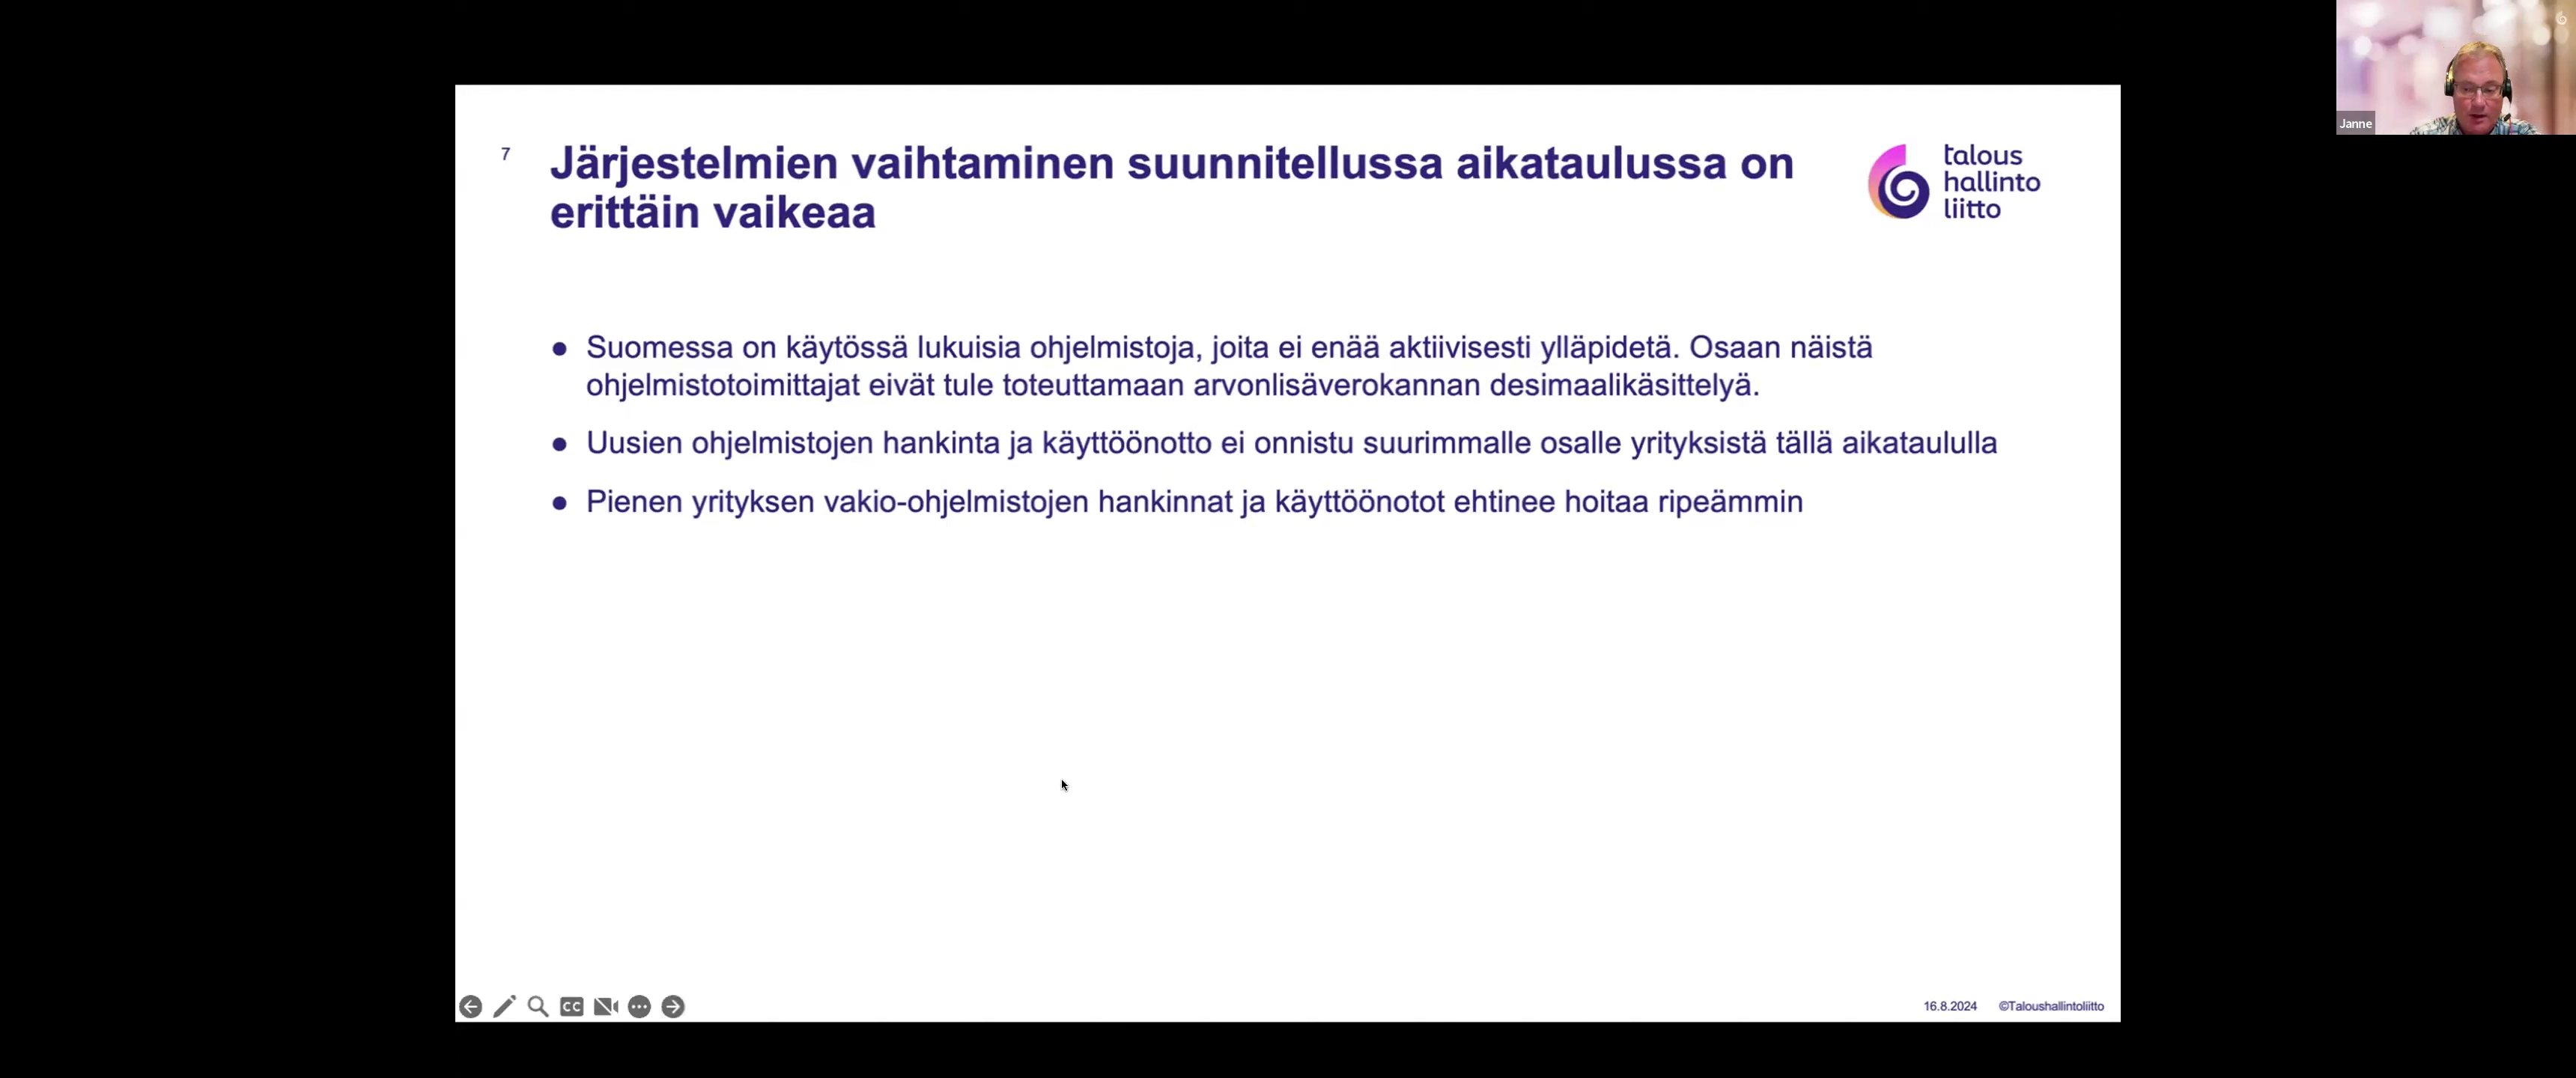 Janne
7
Järjestelmien vaihtaminen suunnitellussa aikataulussa on
erittäin vaikeaa
talous
hallinto
liitto
● Suomessa on käytössä lukuisia ohjelmistoja, joita ei enää aktiivisesti ylläpidetä. Osaan näistä
ohjelmistotoimittajat eivät tule toteuttamaan arvonlisäverokannan desimaalikäsittelyä.
● Uusien ohjelmistojen hankinta ja käyttöönotto ei onnistu suurimmalle osalle yrityksistä tällä aikataululla
● Pienen yrityksen vakio-ohjelmistojen hankinnat ja käyttöönotot ehtinee hoitaa ripeämmin
CC
16.8.2024 ©Taloushallintoliitto